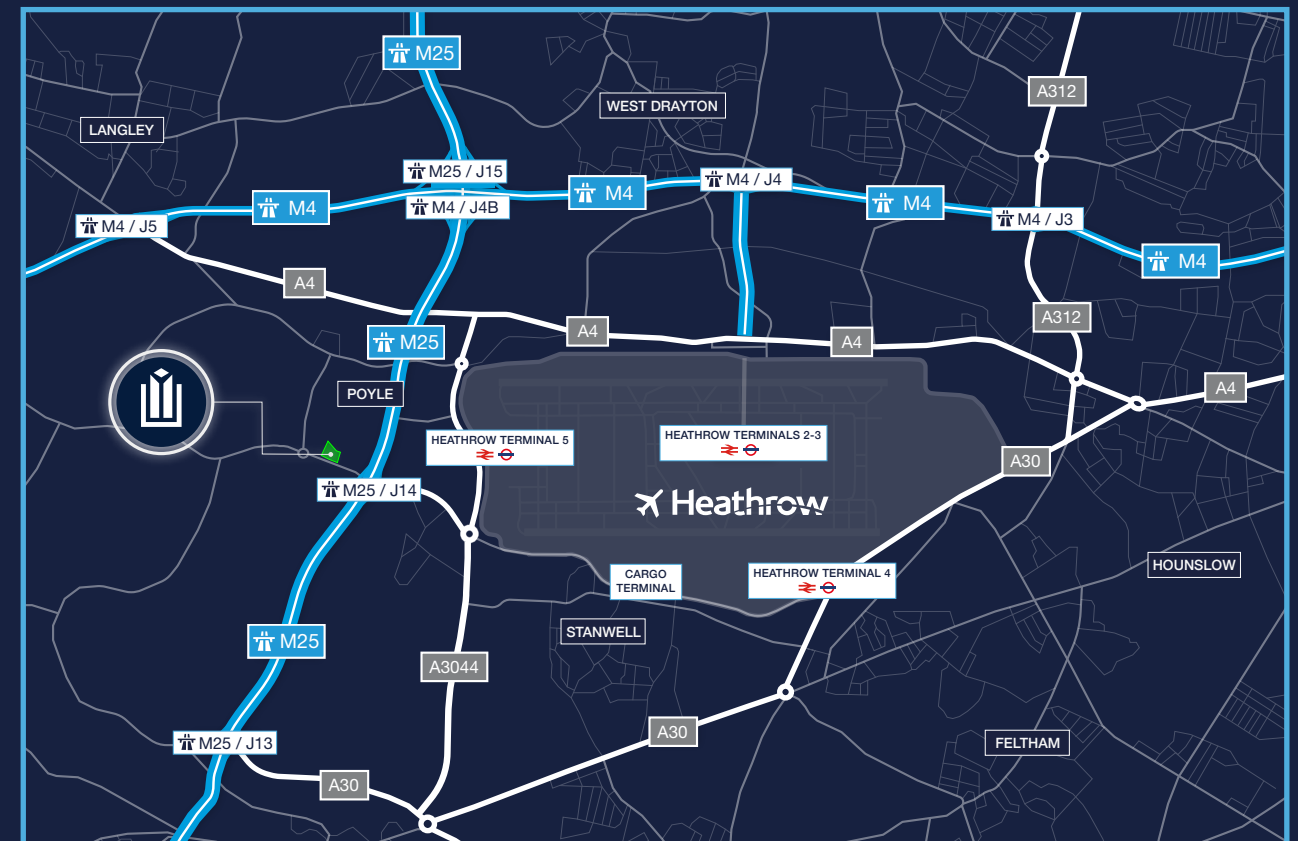 M25
A312
WEST DRAYTON
LANGLEY
M25 / J15
M4 / J4
M4
M4
M4
M4 / J4B
M4 / J5
M4 / J3
M4
A4
A312
A4
M25
A4
A4
POYLE
HEATHROW TERMINAL 5
HEATHROW TERMINALS 2-3
A30
M25 / J14
Heathrow
HOUNSLOW
CARGO
TERMINAL
HEATHROW TERMINAL 4
STANWELL
M25
A3044
A30
M25 / J13
FELTHAM
A30